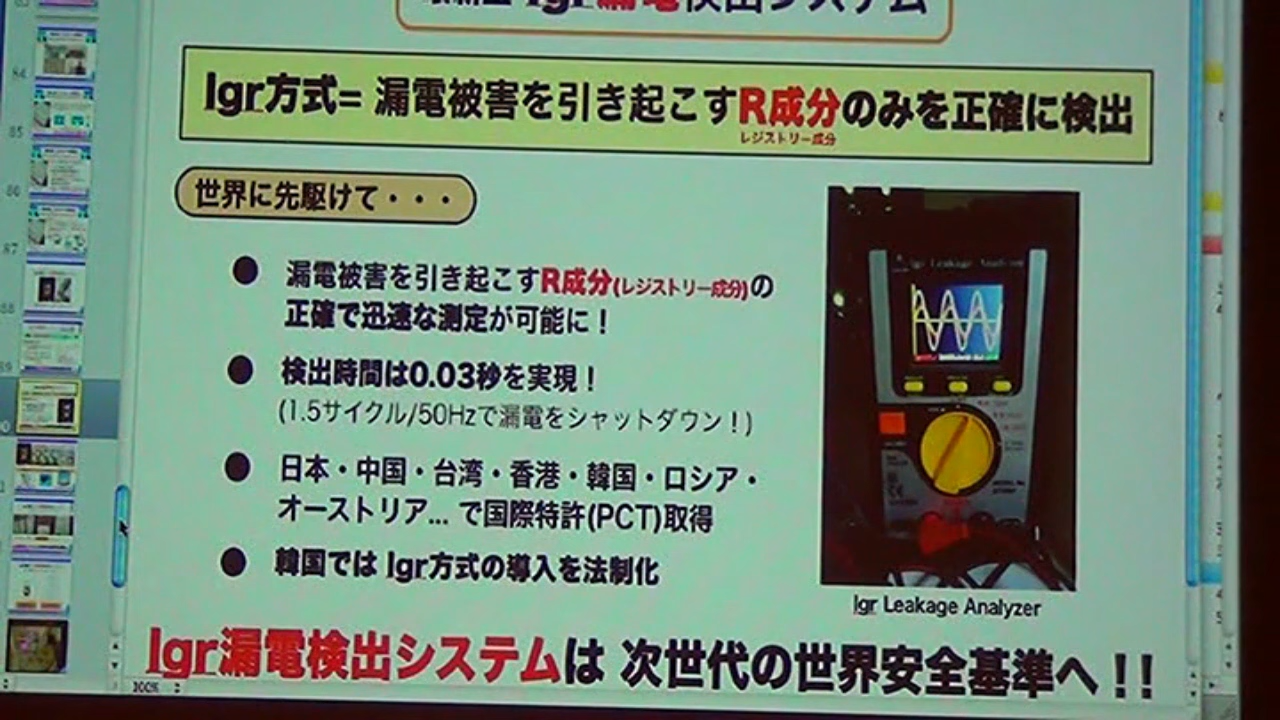 Igr漏電検出システム
Igr方式= 漏電被害を引き起こすR成分のみを正確に検出
レジストリー成分
世界に先駆けて・・・
● 漏電被害を引き起こすR成分(レジストリー成分)の
正確で迅速な測定が可能に！
● 検出時間は0.03秒を実現！
(1.5サイクル/50Hzで漏電をシャットダウン！)
● 日本・中国・台湾・香港・韓国・ロシア・
オーストリア... で国際特許(PCT)取得
● 韓国では Igr方式の導入を法制化
Igr Leakage Analyzer
Igr Leakage Analyzer
Igr漏電検出システムは 次世代の世界安全基準へ！！
100%
84
85
86
87